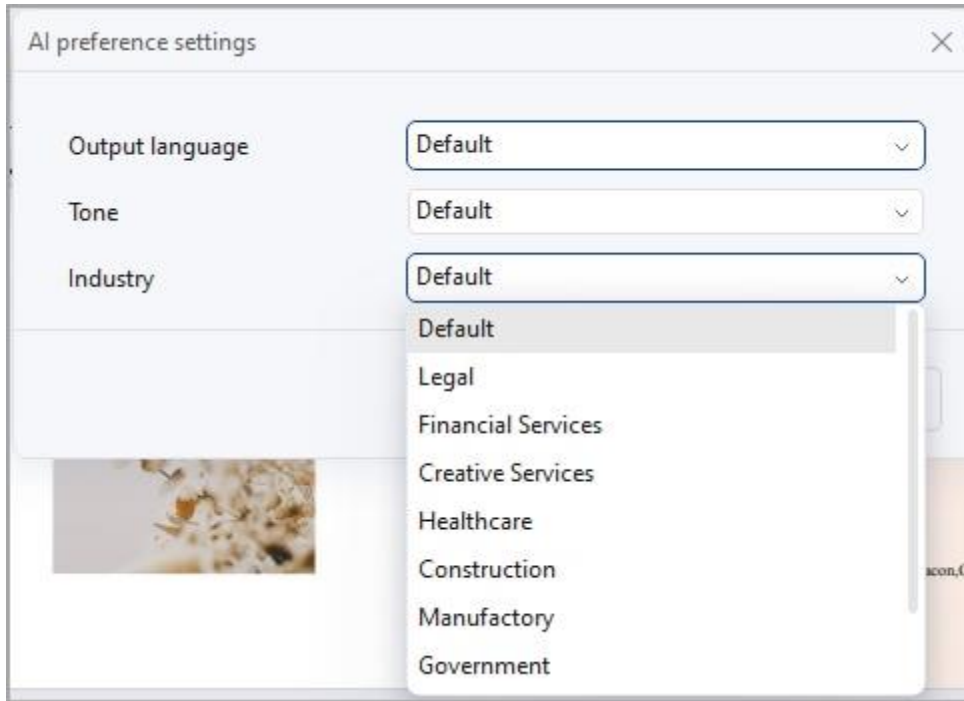 AI preference settings
Output language Default
Tone Default
Industry Default
Default
Legal
Financial Services
Creative Services
Healthcare
Construction
Manufactory
Government